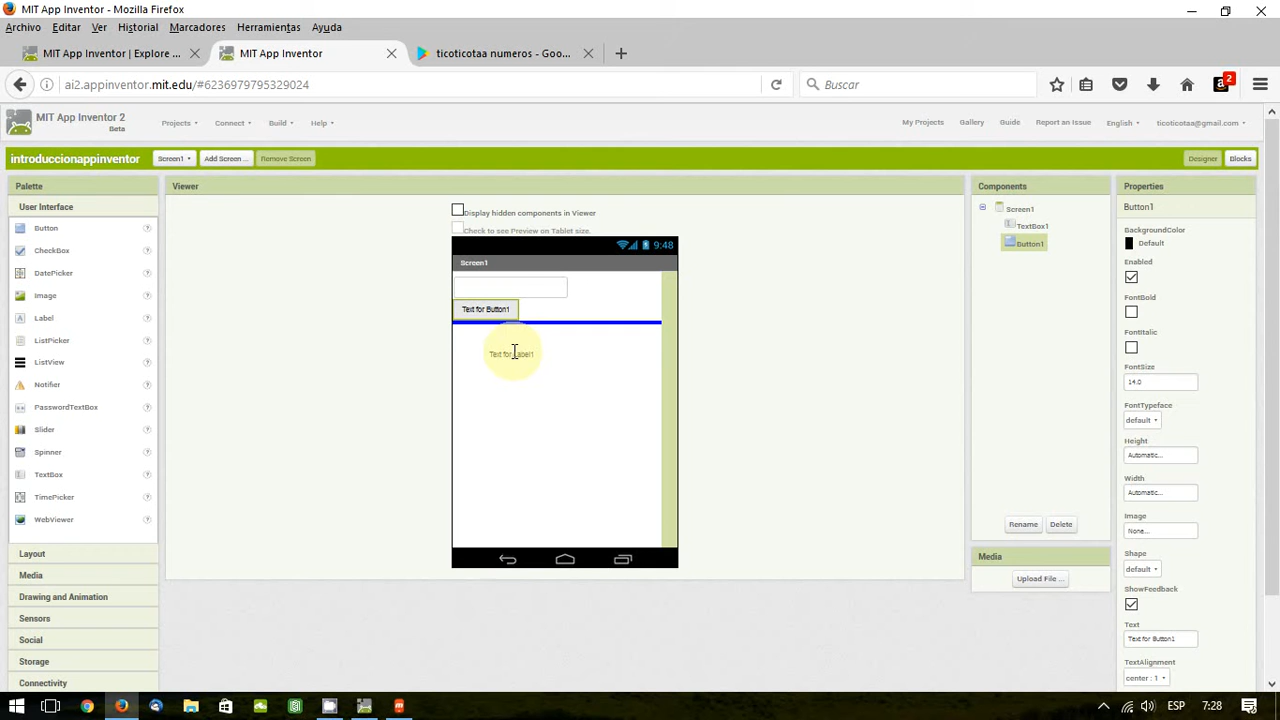 MIT App Inventor - Mozilla Firefox
Archivo Editar Ver Historial Marcadores Herramientas Ayuda
MIT App Inventor | Explore ... MIT App Inventor ticoticotaa numeros - Goo...
ai2.appinventor.mit.edu/#6236979795329024 Buscar 2
MIT App Inventor 2
Beta
Projects Connect Build Help My Projects Gallery Guide Report an Issue English ticoticotaa@gmail.com
introduccionappinventor Screen1 Add Screen ... Remove Screen Designer Blocks
Palette Viewer Components Properties
User Interface
Button
CheckBox
DatePicker
Image
Label
ListPicker
ListView
Notifier
PasswordTextBox
Slider
Spinner
TextBox
TimePicker
WebViewer
Layout
Media
Drawing and Animation
Sensors
Social
Storage
Connectivity
Display hidden components in Viewer
Check to see Preview on Tablet size.
9:48
Screen1
Text for Button1
Text for Label1
Screen1
TextBox1
Button1
Rename Delete
Media
Upload File ...
Button1
BackgroundColor
Default
Enabled
FontBold
FontItalic
FontSize
14.0
FontTypeface
default
Height
Automatic...
Width
Automatic...
Image
None...
Shape
default
ShowFeedback
Text
Text for Button1
TextAlignment
center : 1
ESP 7:28